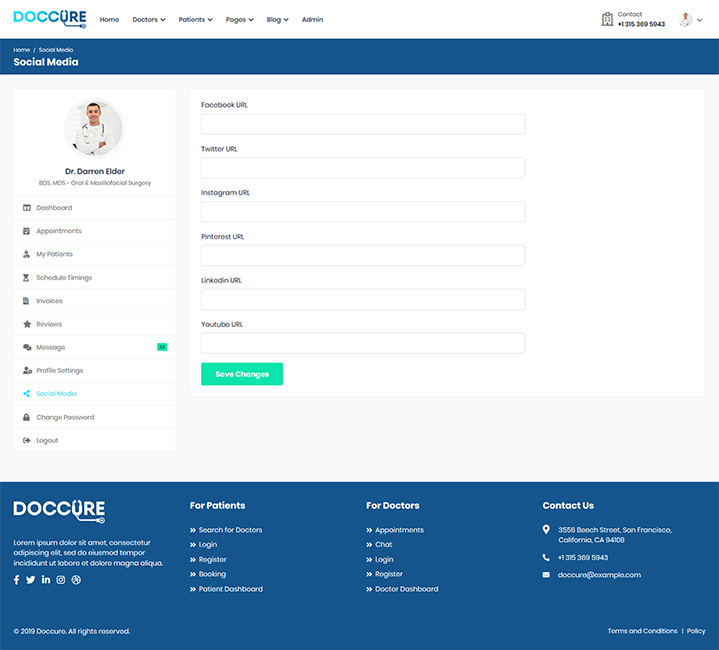 DOCCURE
Home Doctors Patients Pages Blog Admin
Contact
+1 315 369 5943
Home / Social Media
Social Media
Dr. Darren Elder
BDS, MDS - Oral & Maxillofacial Surgery
Dashboard
Appointments
My Patients
Schedule Timings
Invoices
Reviews
Message
Profile Settings
Social Media
Change Password
Logout
Facebook URL
Twitter URL
Instagram URL
Pinterest URL
Linkedin URL
Youtube URL
Save Changes
DOCCURE
Lorem ipsum dolor sit amet, consectetur
adipiscing elit, sed do eiusmod tempor
incididunt ut labore et dolore magna aliqua.
For Patients
Search for Doctors
Login
Register
Booking
Patient Dashboard
For Doctors
Appointments
Chat
Login
Register
Doctor Dashboard
Contact Us
3556 Beech Street, San Francisco,
California, CA 94108
+1 315 369 5943
doccure@example.com
© 2019 Doccure. All rights reserved.
Terms and Conditions | Policy